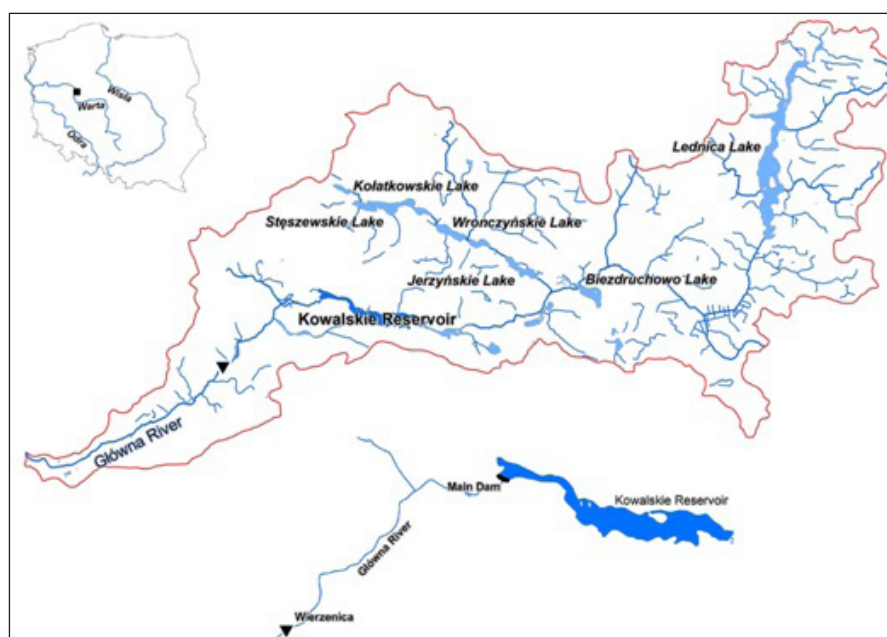 Wisła
Warta
Odra
Lednica Lake
Kołatkowskie Lake
Stęszewskie Lake
Wronczyńskie Lake
Jerzyńskie Lake
Biezdruchowo Lake
Kowalskie Reservoir
Główna River
Main Dam
Kowalskie Reservoir
Główna River
Wierzenica